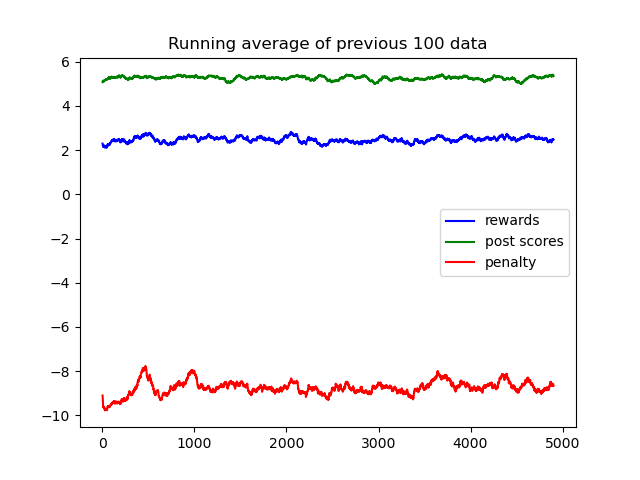 Running average of previous 100 data
6
4
2
0
−2
−4
−6
−8
−10
rewards
post scores
penalty
0 1000 2000 3000 4000 5000